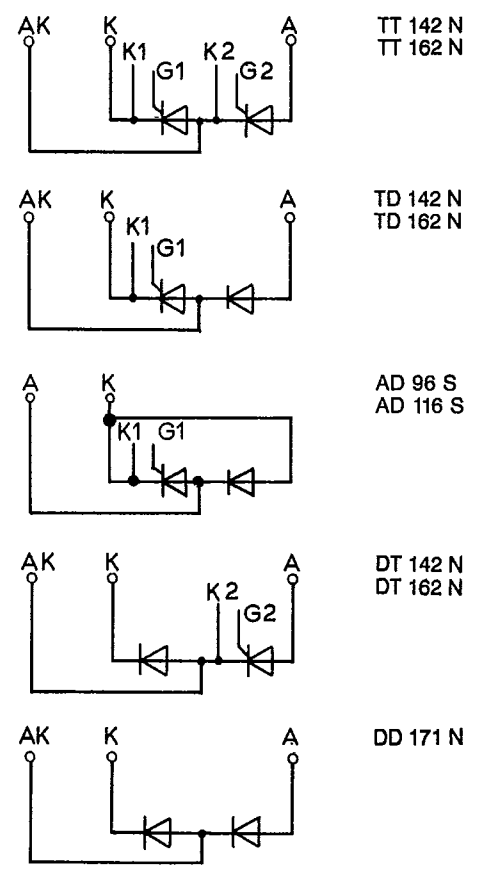 AK K A TT 142 N
K1 G1 K2 G2 TT 162 N
AK K A TD 142 N
K1 G1 TD 162 N
A K AD 96 S
K1 G1 AD 116 S
AK K A DT 142 N
K2 G2 DT 162 N
AK K A DD 171 N